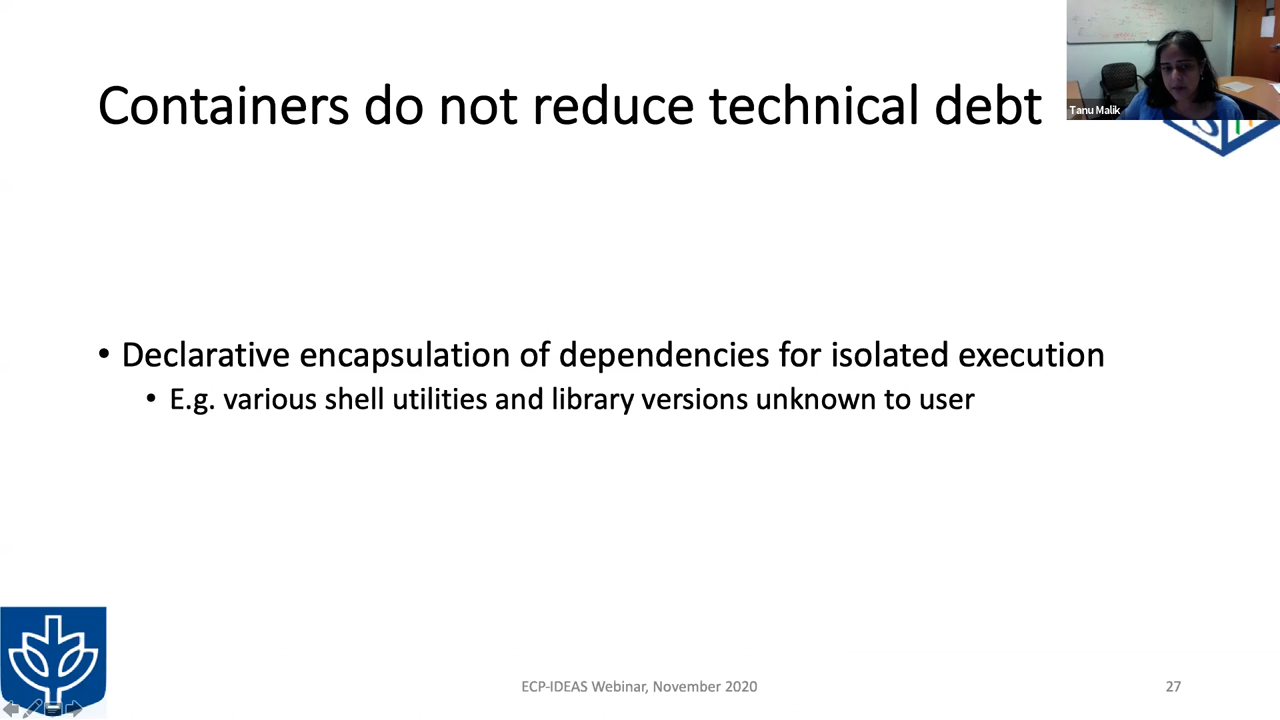 Containers do not reduce technical debt
Tanu Malik
• Declarative encapsulation of dependencies for isolated execution
• E.g. various shell utilities and library versions unknown to user
ECP-IDEAS Webinar, November 2020
27